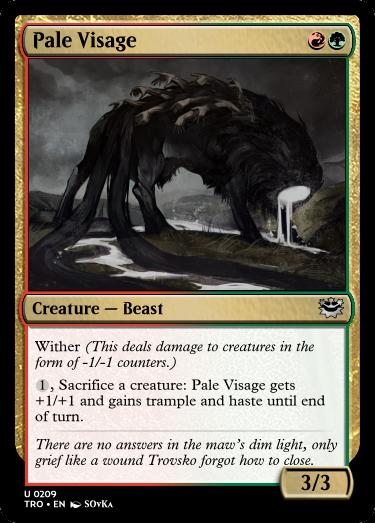 Pale Visage
Creature — Beast
Wither (This deals damage to creatures in the
form of -1/-1 counters.)
1, Sacrifice a creature: Pale Visage gets
+1/+1 and gains trample and haste until end
of turn.
There are no answers in the maw's dim light, only
grief like a wound Trovsko forgot how to close.
3/3
U 0209
TRO • EN SOvKa